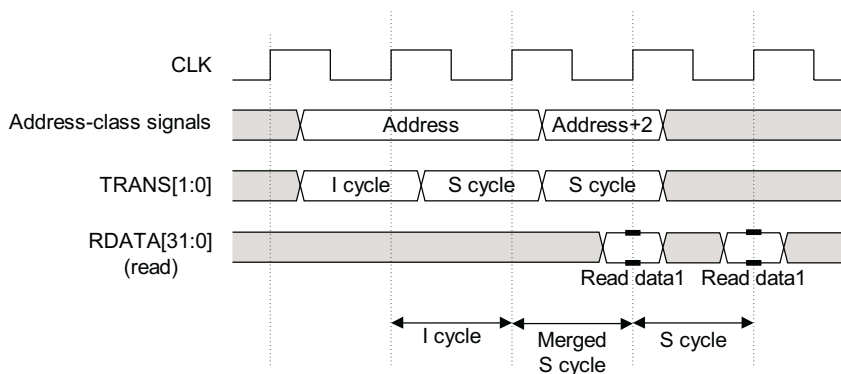 CLK
Address-class signals
Address
Address+2
TRANS[1:0]
I cycle
S cycle
S cycle
RDATA[31:0]
(read)
Read data1
Read data1
I cycle
Merged
S cycle
S cycle